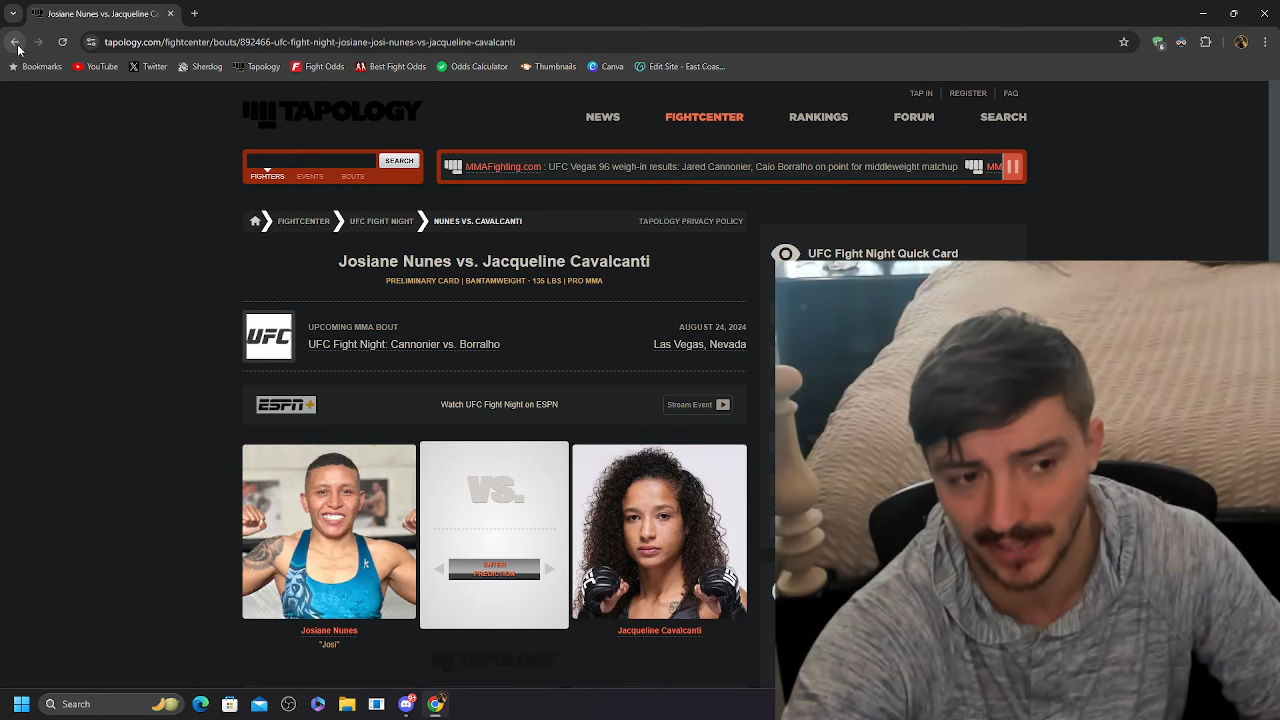 Josiane Nunes vs. Jacqueline Ca
tapology.com/fightcenter/bouts/892466-ufc-fight-night-josiane-josi-nunes-vs-jacqueline-cavalcanti
Bookmarks YouTube Twitter Sherdog Tapology Fight Odds Best Fight Odds Odds Calculator Thumbnails Canva Edit Site - East Coas...
TAP IN REGISTER FAQ
TAPOLOGY
NEWS FIGHTCENTER RANKINGS FORUM SEARCH
SEARCH
FIGHTERS EVENTS BOUTS
MMAFighting.com : UFC Vegas 96 weigh-in results: Jared Cannonier, Caio Borralho on point for middleweight matchup MM
FIGHTCENTER UFC FIGHT NIGHT NUNES VS. CAVALCANTI TAPOLOGY PRIVACY POLICY
Josiane Nunes vs. Jacqueline Cavalcanti
PRELIMINARY CARD | BANTAMWEIGHT · 135 LBS | PRO MMA
UFC Fight Night Quick Card
UFC
UPCOMING MMA BOUT AUGUST 24, 2024
UFC Fight Night: Cannonier vs. Borralho Las Vegas, Nevada
ESPN+ Watch UFC Fight Night on ESPN Stream Event
VS.
ENTER
PREDICTION
Josiane Nunes Jacqueline Cavalcanti
"Josi"
TAPOLOGY
Search